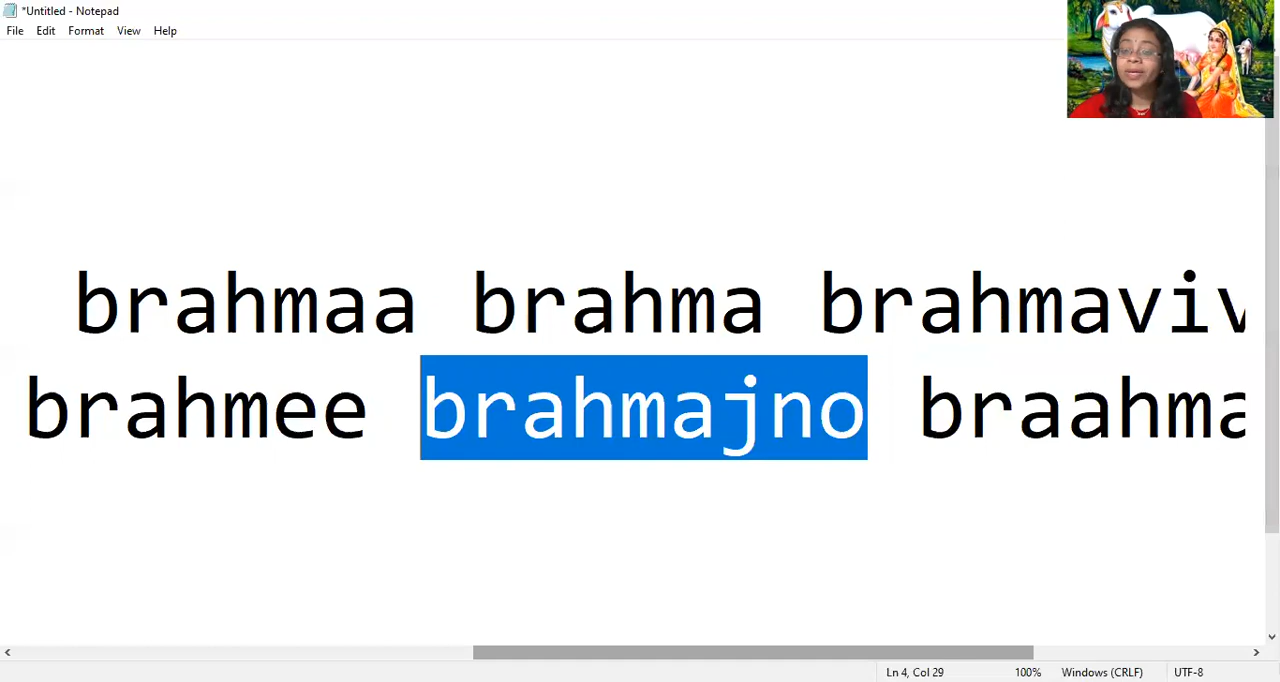 *Untitled - Notepad
File Edit Format View Help
brahmaa brahma brahmaviv
brahmee brahmajno braahma
Ln 4, Col 29 100% Windows (CRLF) UTF-8